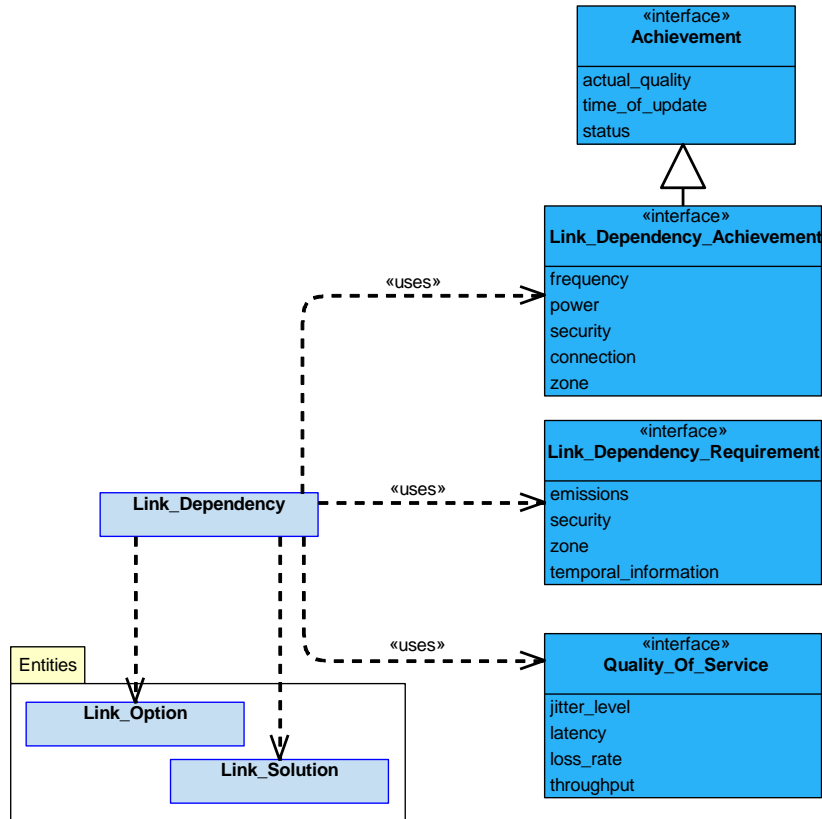 «interface»
Achievement
actual_quality
time_of_update
status
«interface»
Link_Dependency_Achievement
frequency
power
security
connection
zone
«uses»
«interface»
Link_Dependency_Requirement
emissions
security
zone
temporal_information
«uses»
Link_Dependency
«uses»
«interface»
Quality_Of_Service
jitter_level
latency
loss_rate
throughput
Entities
Link_Option
Link_Solution